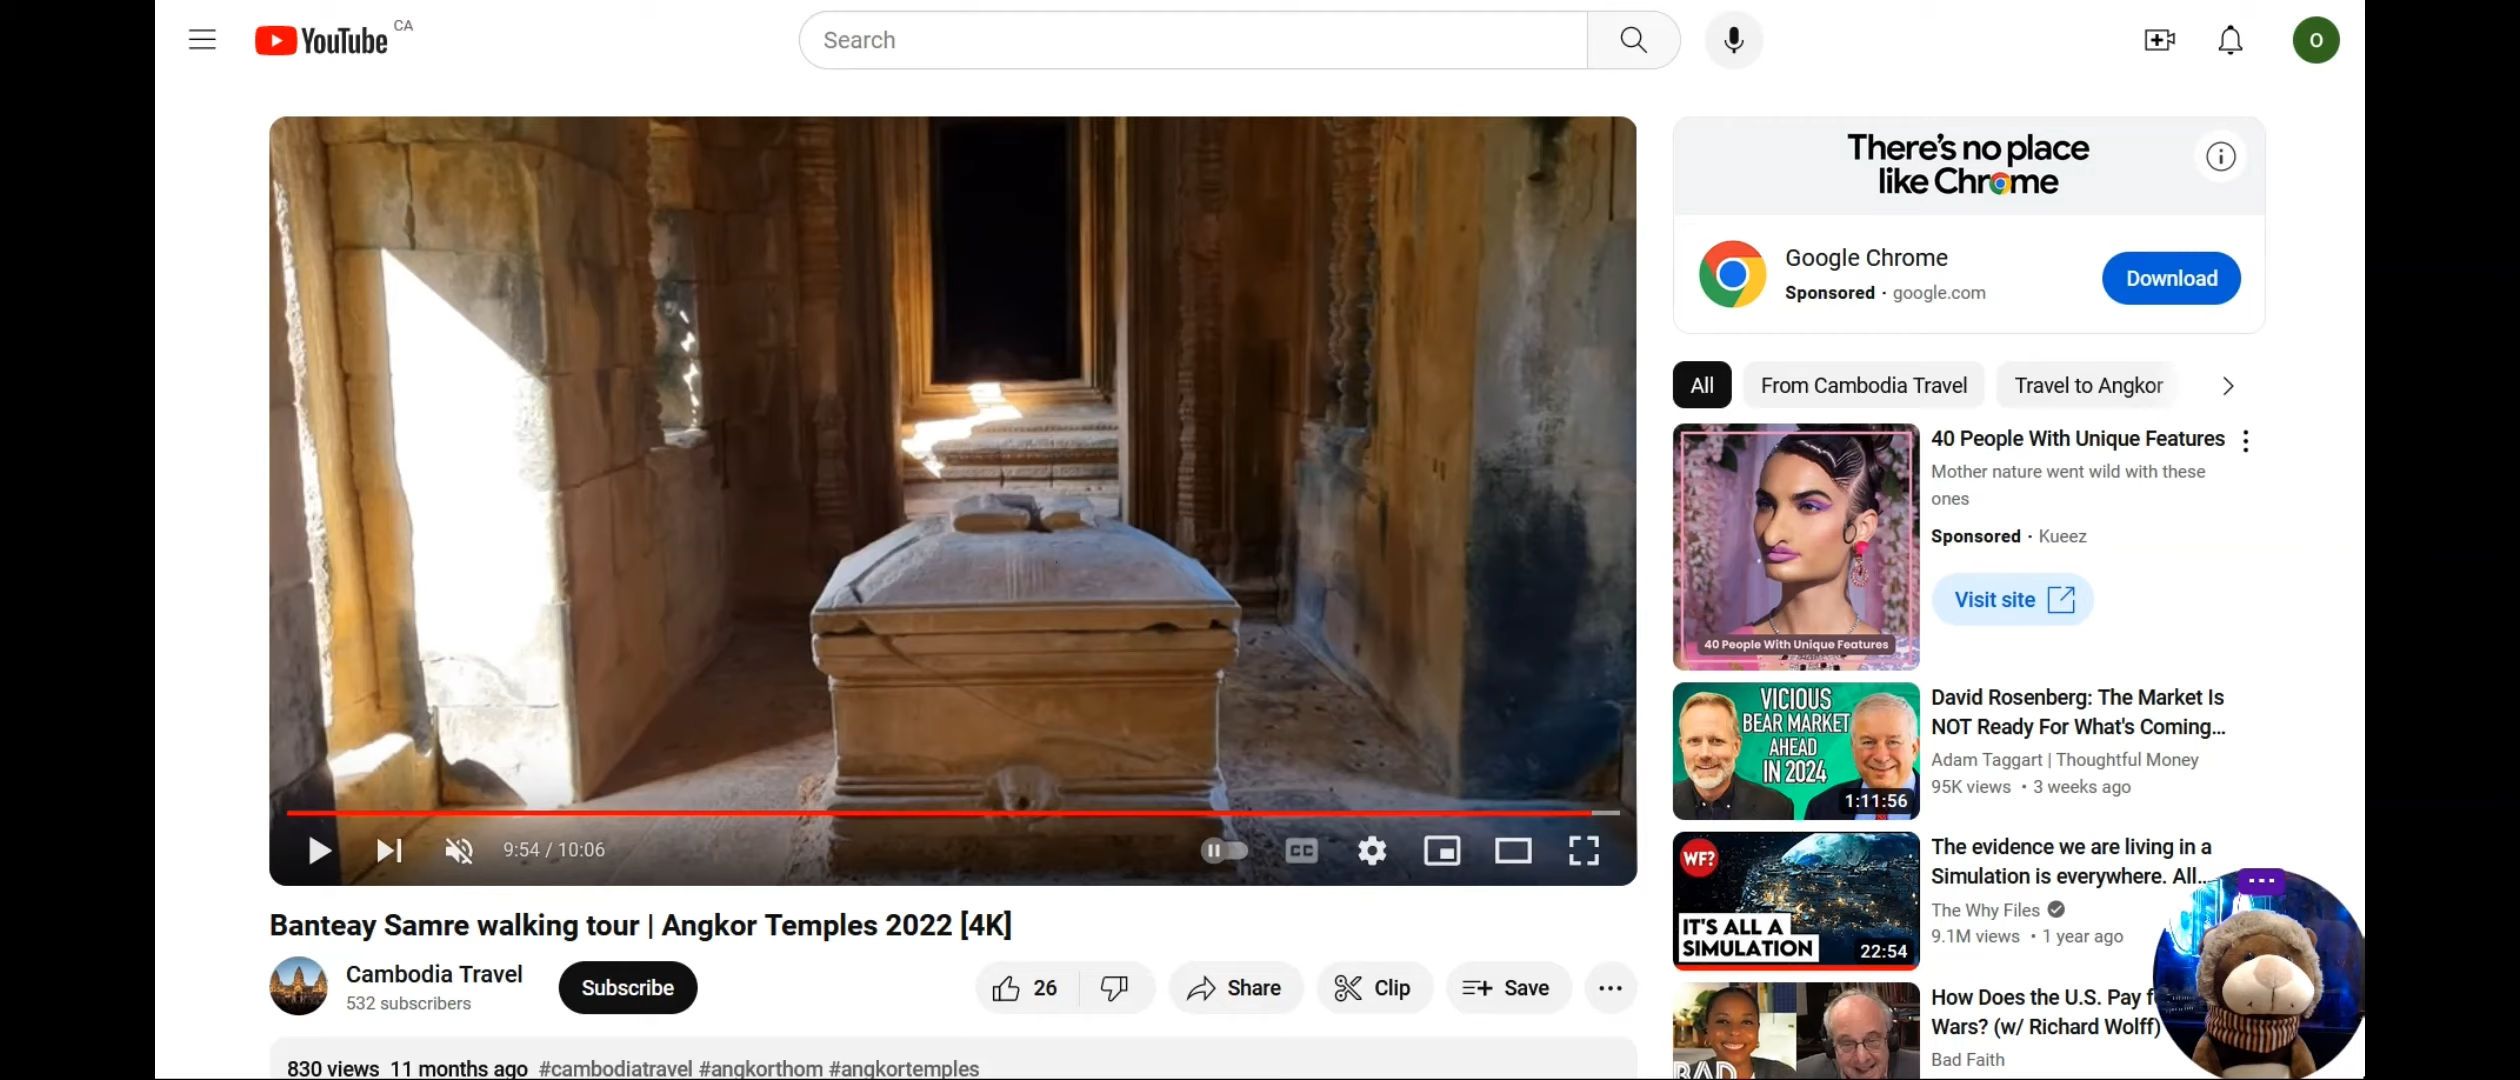 YouTube CA
Search
O
There's no place
like Chrome
Google Chrome
Sponsored · google.com
Download
All
From Cambodia Travel
Travel to Angkor
40 People With Unique Features
40 People With Unique Features
Mother nature went wild with these
ones
Sponsored · Kueez
Visit site
VICIOUS
BEAR MARKET
AHEAD
IN 2024
1:11:56
David Rosenberg: The Market Is
NOT Ready For What's Coming...
Adam Taggart | Thoughtful Money
95K views • 3 weeks ago
WF?
IT'S ALL A
SIMULATION
22:54
The evidence we are living in a
Simulation is everywhere. All...
The Why Files
9.1M views • 1 year ago
BAD
How Does the U.S. Pay f
Wars? (w/ Richard Wolff)
Bad Faith
9:54 / 10:06
CC
Banteay Samre walking tour | Angkor Temples 2022 [4K]
Cambodia Travel
532 subscribers
Subscribe
26
Share
Clip
Save
830 views 11 months ago #cambodiatravel #angkorthom #angkortemples